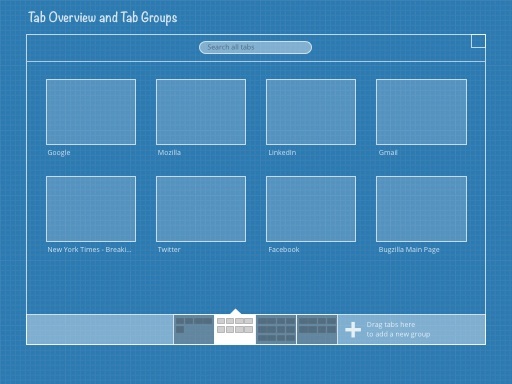 Tab Overview and Tab Groups
Search all tabs
Google
Mozilla
LinkedIn
Gmail
New York Times - Breaki...
Twitter
Facebook
Bugzilla Main Page
Drag tabs here
to add a new group